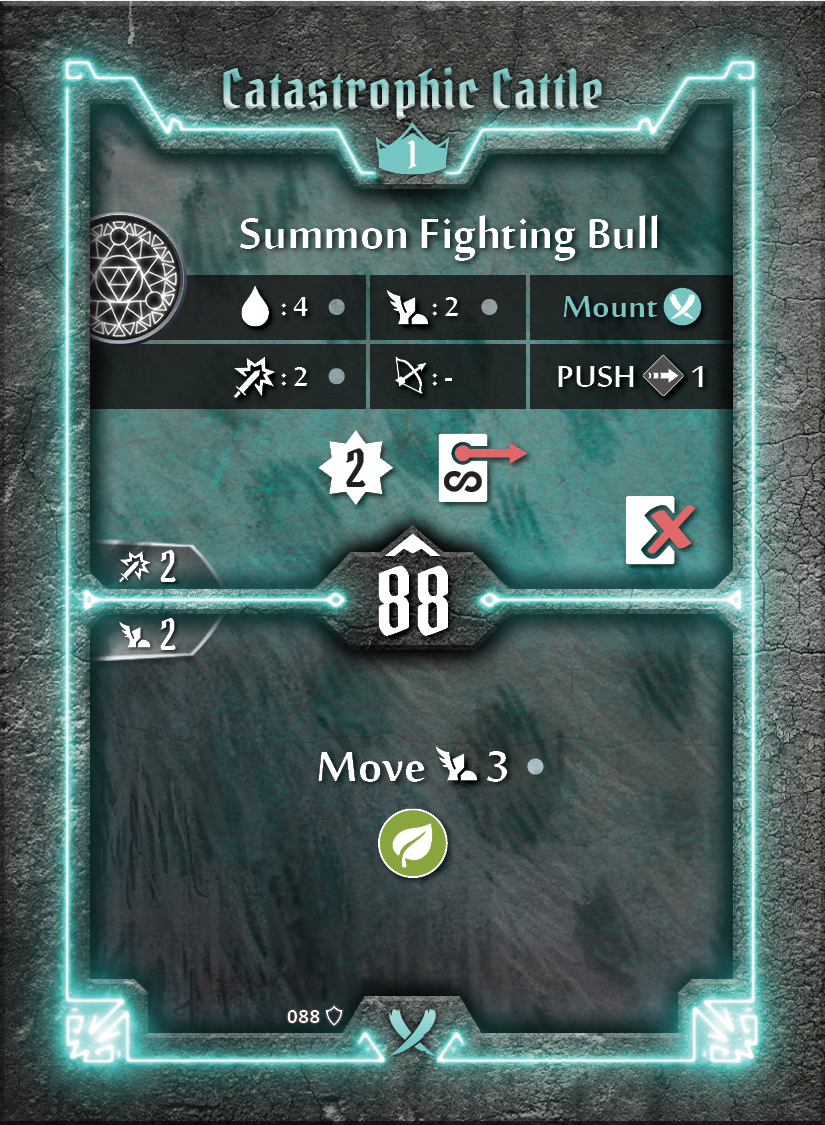 Catastrophic Cattle
1
Summon Fighting Bull
: 4
: 2
Mount
: 2
: -
PUSH 1
2
2
88
2
Move 3
088